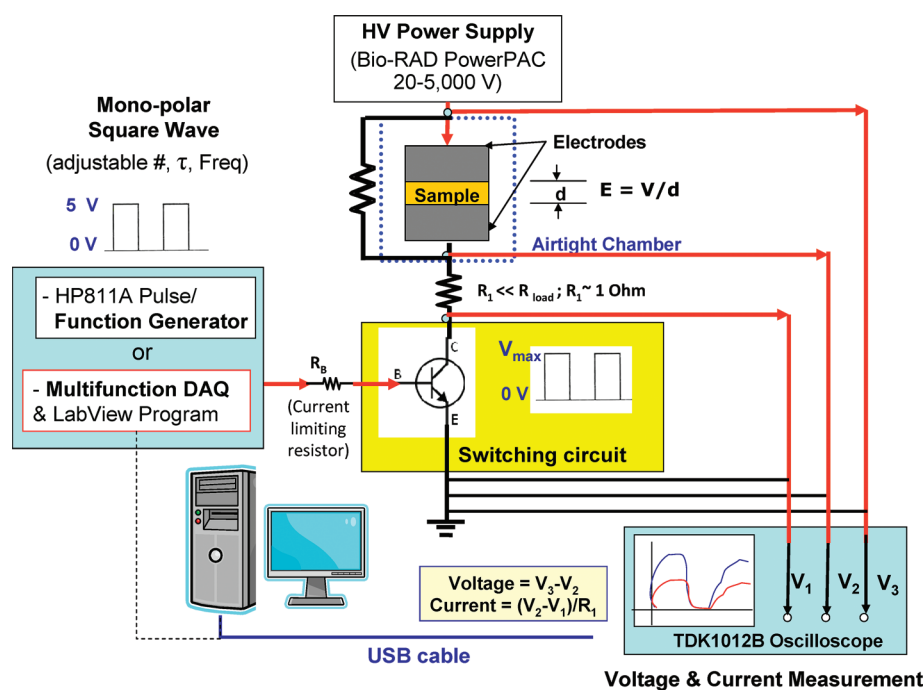 HV Power Supply
(Bio-RAD PowerPAC
20-5,000 V)
Mono-polar
Square Wave
(adjustable #, τ, Freq)
5 V
0 V
Electrodes
Sample
d
E = V/d
Airtight Chamber
R1 << R load ; R1~ 1 Ohm
- HP811A Pulse/
Function Generator
or
- Multifunction DAQ
& LabView Program
RB
(Current
limiting
resistor)
C
B
E
Vmax
0 V
Switching circuit
Voltage = V3-V2
Current = (V2-V1)/R1
USB cable
V1
V2
V3
TDK1012B Oscilloscope
Voltage & Current Measurement